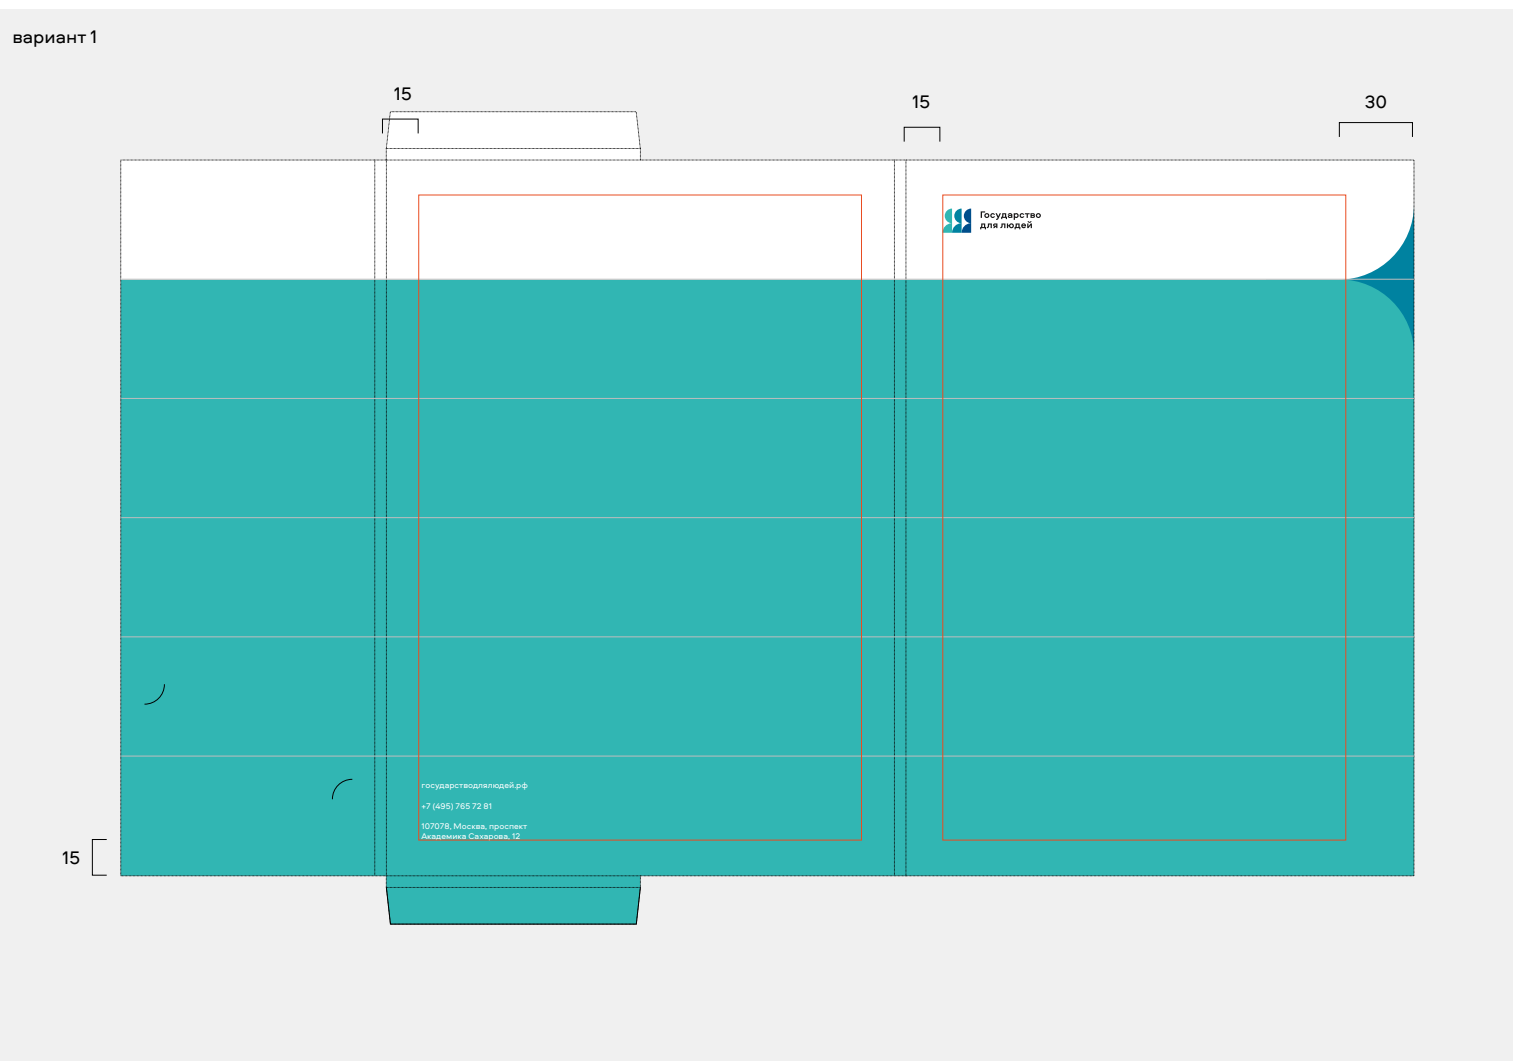 вариант 1
15
15
30
Государство
для людей
государстводлялюдей.рф
+7 (495) 765 72 81
107078, Москва, проспект
Академика Сахарова, 12
15